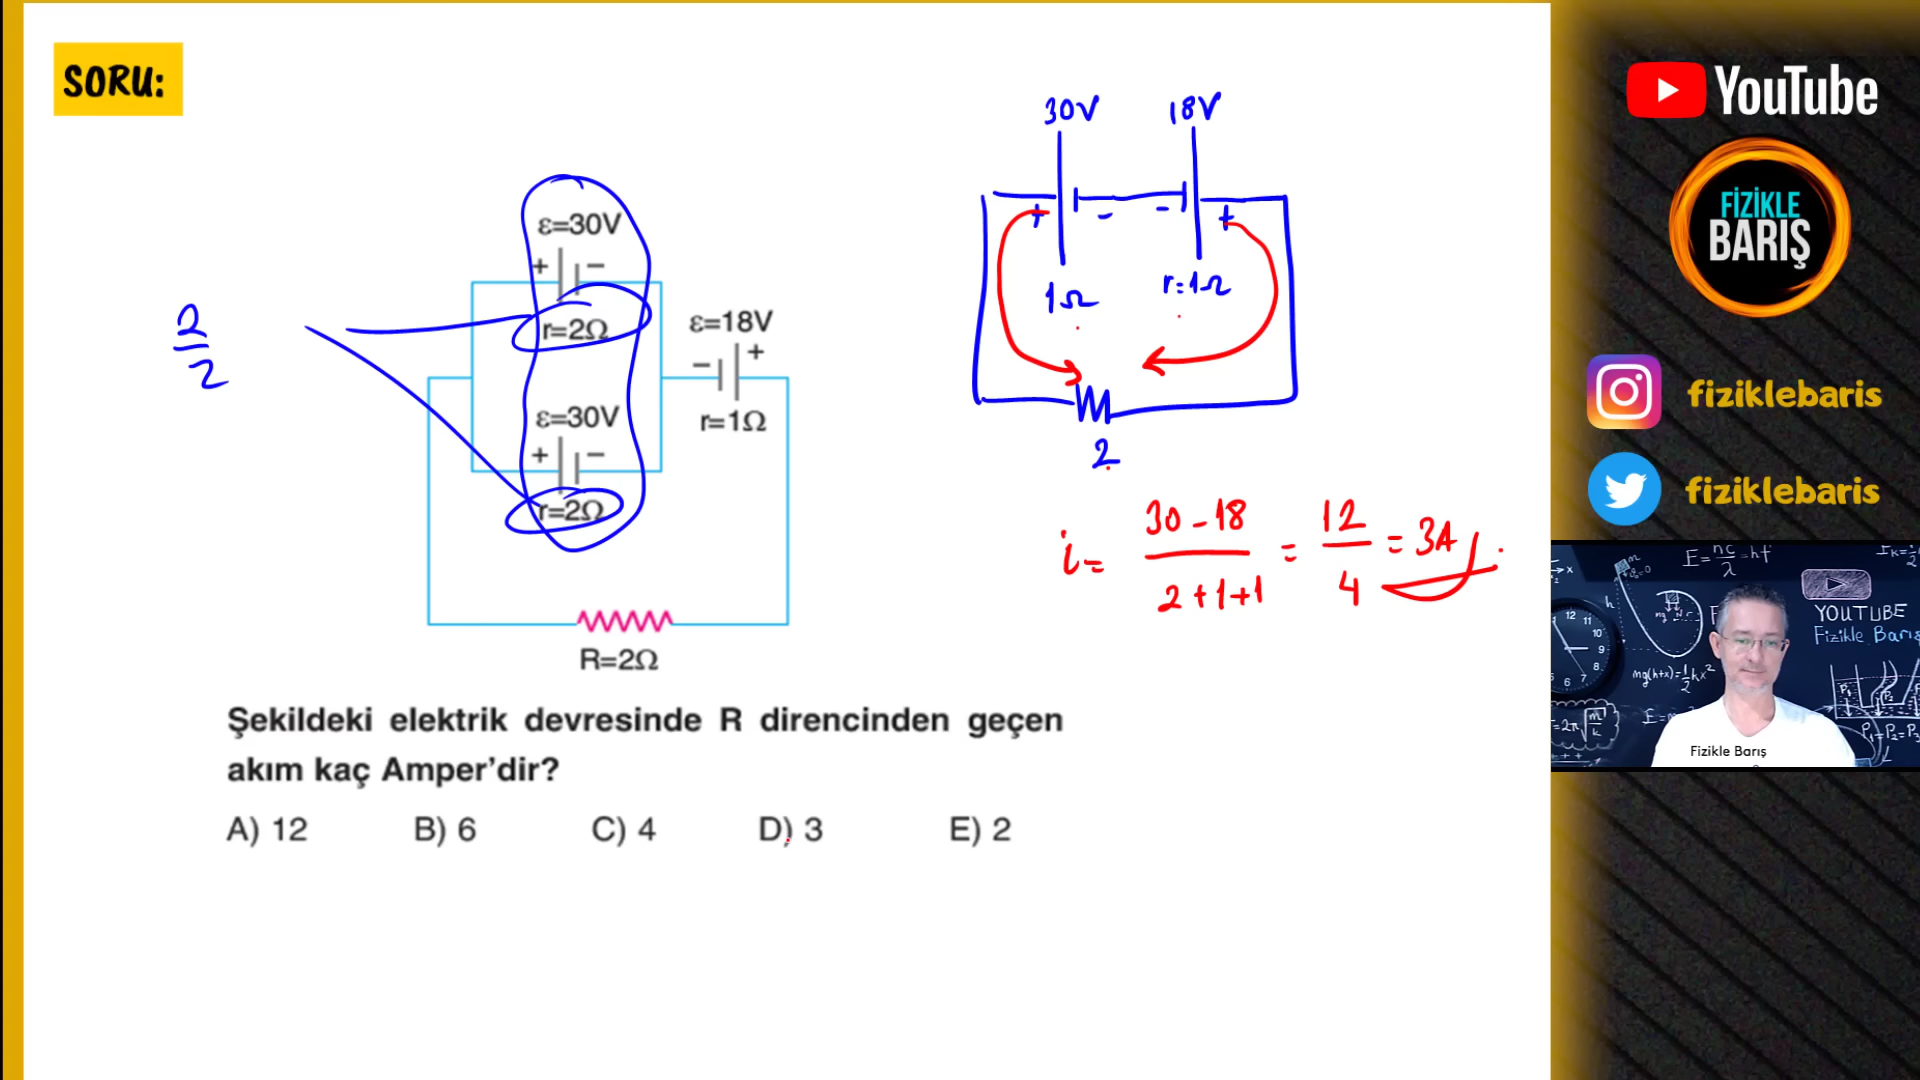 SORU:
ε=30V
+ −
r=2Ω
ε=18V
− +
r=1Ω
ε=30V
+ −
r=2Ω
R=2Ω
2
2
30V 18V
+ - - +
1Ω r=1Ω
2
i= 30-18 = 12 = 3A
2+1+1 4
Şekildeki elektrik devresinde R direncinden geçen
akım kaç Amper’dir?
A) 12 B) 6 C) 4 D) 3 E) 2
YouTube
FİZİKLE
BARIŞ
fiziklebaris
fiziklebaris
YOUTUBE
Fizikle Barış
Fizikle Barış